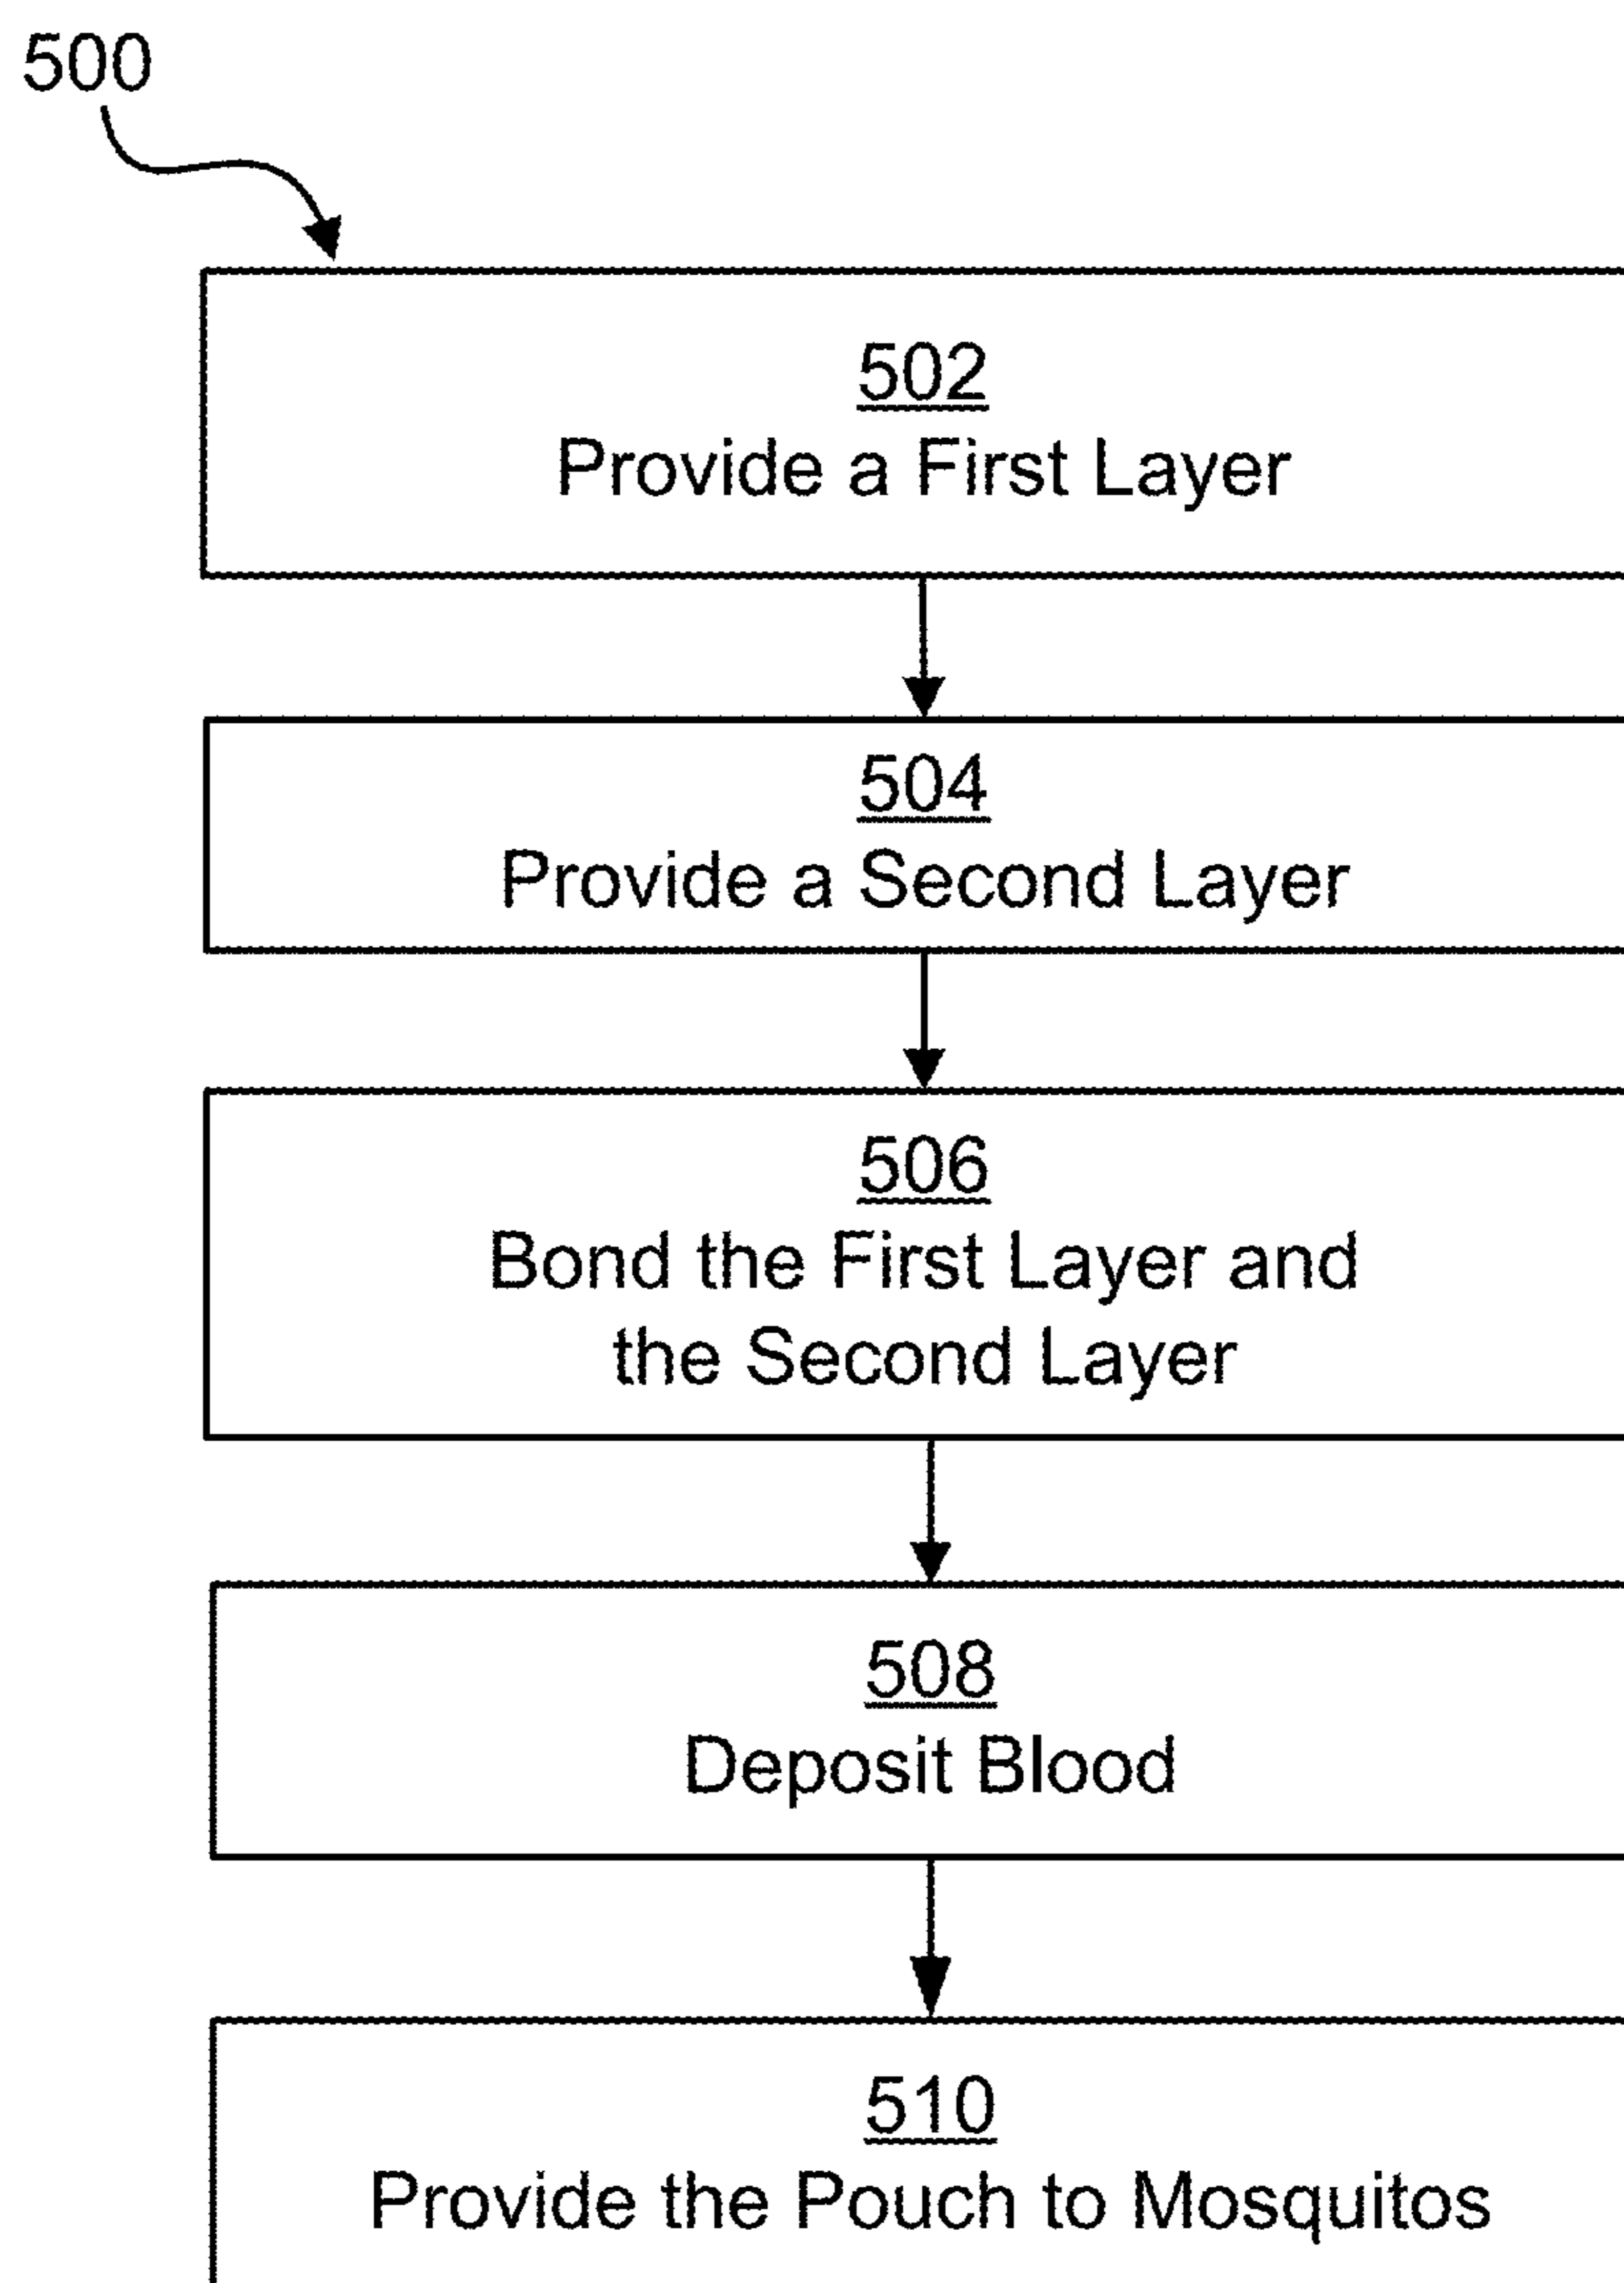 500
502
Provide a First Layer
504
Provide a Second Layer
506
Bond the First Layer and
the Second Layer
508
Deposit Blood
510
Provide the Pouch to Mosquitos